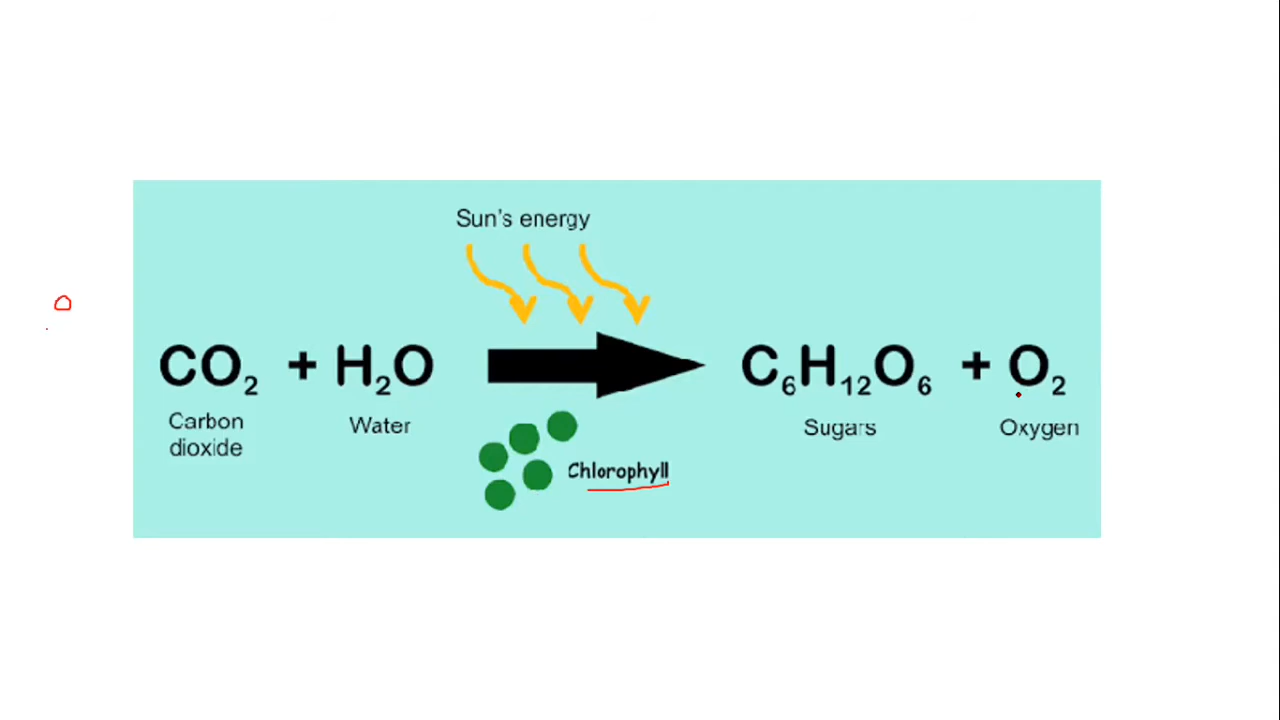 Sun's energy
CO₂ + H₂O C₆H₁₂O₆ + O₂
Carbon dioxide Water Sugars Oxygen
Chlorophyll